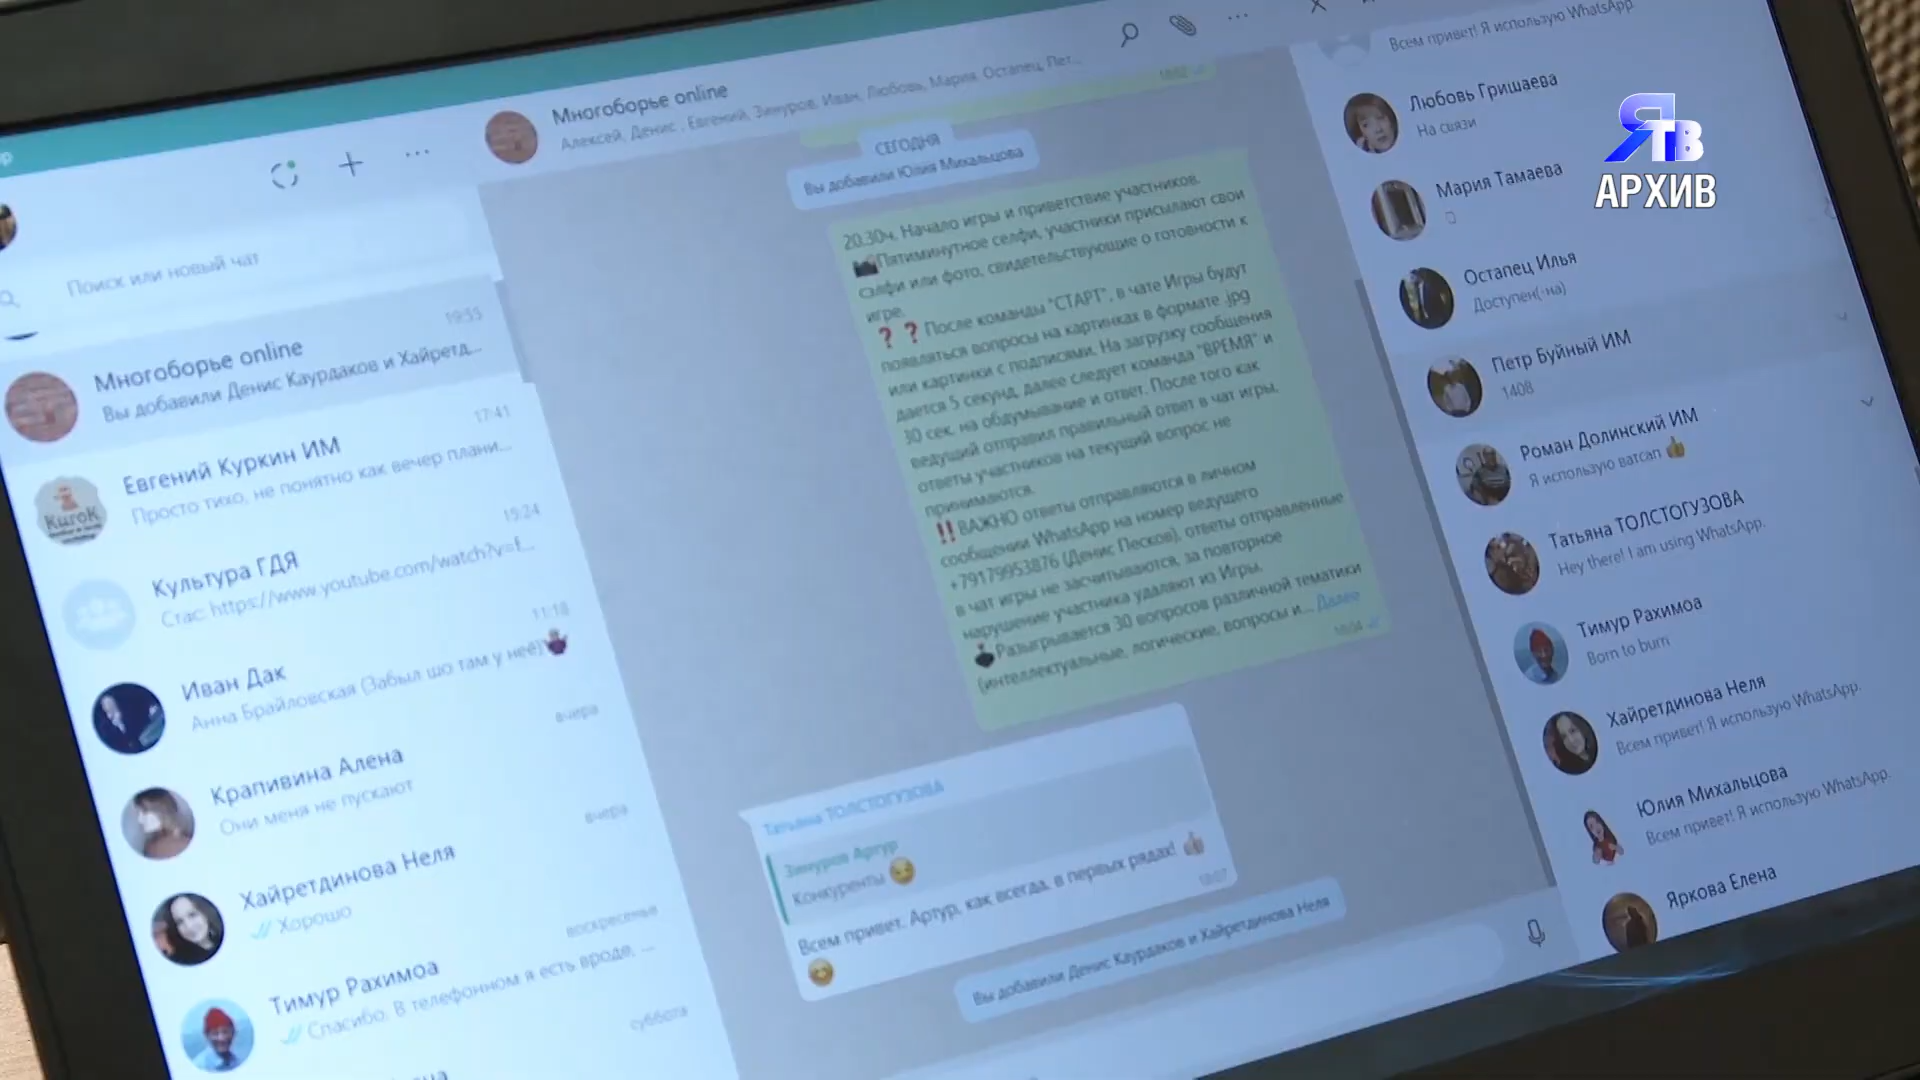 Многоборье online
Алексей, Денис , Евгений, Зинуров, Иван, Любовь, Мария, Остапец, Пет...
Поиск или новый чат
19:53
Многоборье online
Вы добавили Денис Каурдаков и Хайретд...
17:41
Евгений Куркин ИМ
Просто тихо, не понятно как вечер плани...
KuroK
15:24
Культура ГДЯ
Стас: https://www.youtube.com/watch?v=f...
11:18
Иван Дак
Анна Брайловская (Забыл шо там у неё)
вчера
Крапивина Алена
Они меня не пускают
вчера
Хайретдинова Неля
Хорошо
воскресенье
Тимур Рахимоа
Спасибо. В телефонном я есть вроде, ...
суббота
18:02
СЕГОДНЯ
Вы добавили Юлия Михальцова
20.30ч. Начало игры и приветствие участников.
📷Пятиминутное селфи, участники присылают свои
сэлфи или фото, свидетельствующие о готовности к
игре.
❓ ❓ После команды "СТАРТ", в чате Игры будут
появляться вопросы на картинках в формате .jpg
или картинки с подписями. На загрузку сообщения
дается 5 секунд, далее следует команда "ВРЕМЯ" и
30 сек. на обдумывание и ответ. После того как
ведущий отправил правильный ответ в чат игры,
ответы участников на текущий вопрос не
принимаются.
‼️ВАЖНО ответы отправляются в личном
сообщении WhatsApp на номер ведущего
+79179953876 (Денис Песков), ответы отправленные
в чат игры не засчитываются, за повторное
нарушение участника удаляют из Игры.
Разыгрывается 30 вопросов различной тематики
(интеллектуальные, логические, вопросы и... Далее
18:04
Татьяна ТОЛСТОГУЗОВА
Зинуров Артур
Конкуренты 😉
Всем привет. Артур, как всегда, в первых рядах! 👍
😊
19:07
Вы добавили Денис Каурдаков и Хайретдинова Неля
Всем привет! Я использую WhatsApp.
Любовь Гришаева
На связи
Мария Тамаева
Остапец Илья
Доступен(-на)
Петр Буйный ИМ
1408
Роман Долинский ИМ
Я использую ватсап 👍
Татьяна ТОЛСТОГУЗОВА
Hey there! I am using WhatsApp.
Тимур Рахимоа
Born to burn
Хайретдинова Неля
Всем привет! Я использую WhatsApp.
Юлия Михальцова
Всем привет! Я использую WhatsApp.
Яркова Елена
ЯТВ
АРХИВ